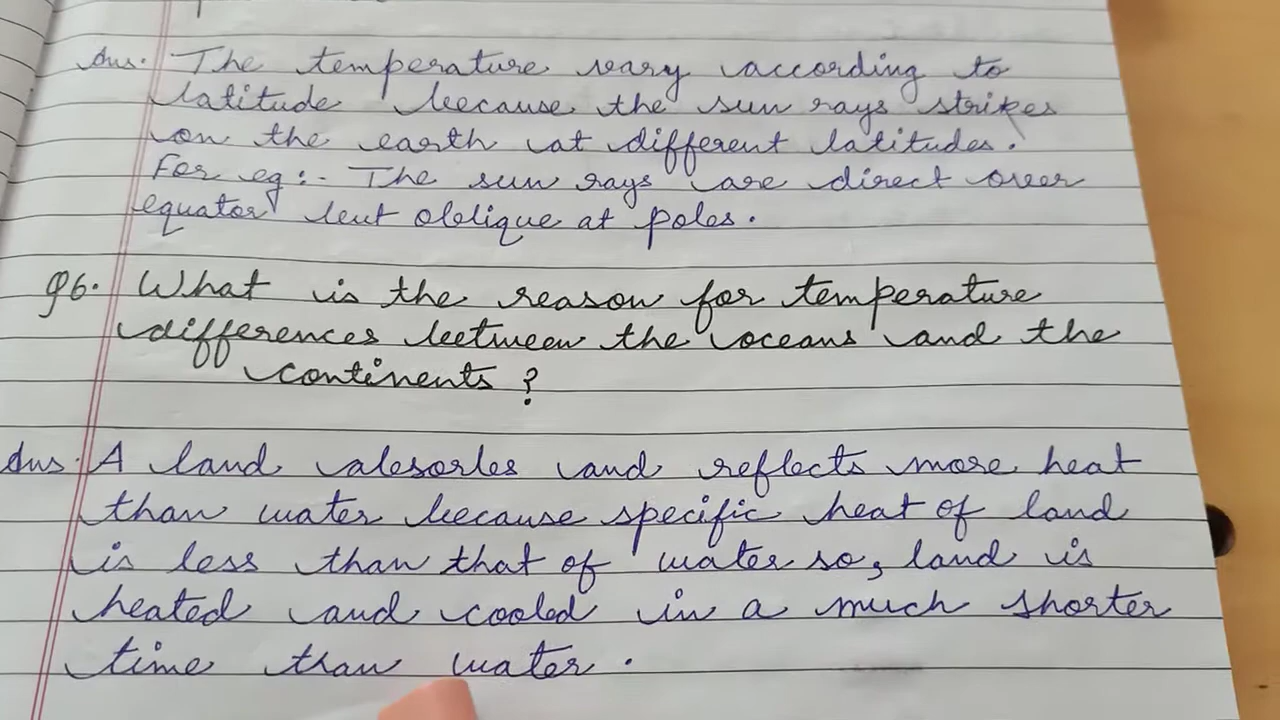 Ans. The temperature vary according to
latitude because the sun rays strikes
on the earth at different latitudes.
For eg:- The sun rays are direct over
equator but oblique at poles.
Q6. What is the reason for temperature
differences between the oceans and the
continents ?
Ans. A land absorbs and reflects more heat
than water because specific heat of land
is less than that of water so, land is
heated and cooled in a much shorter
time than water.